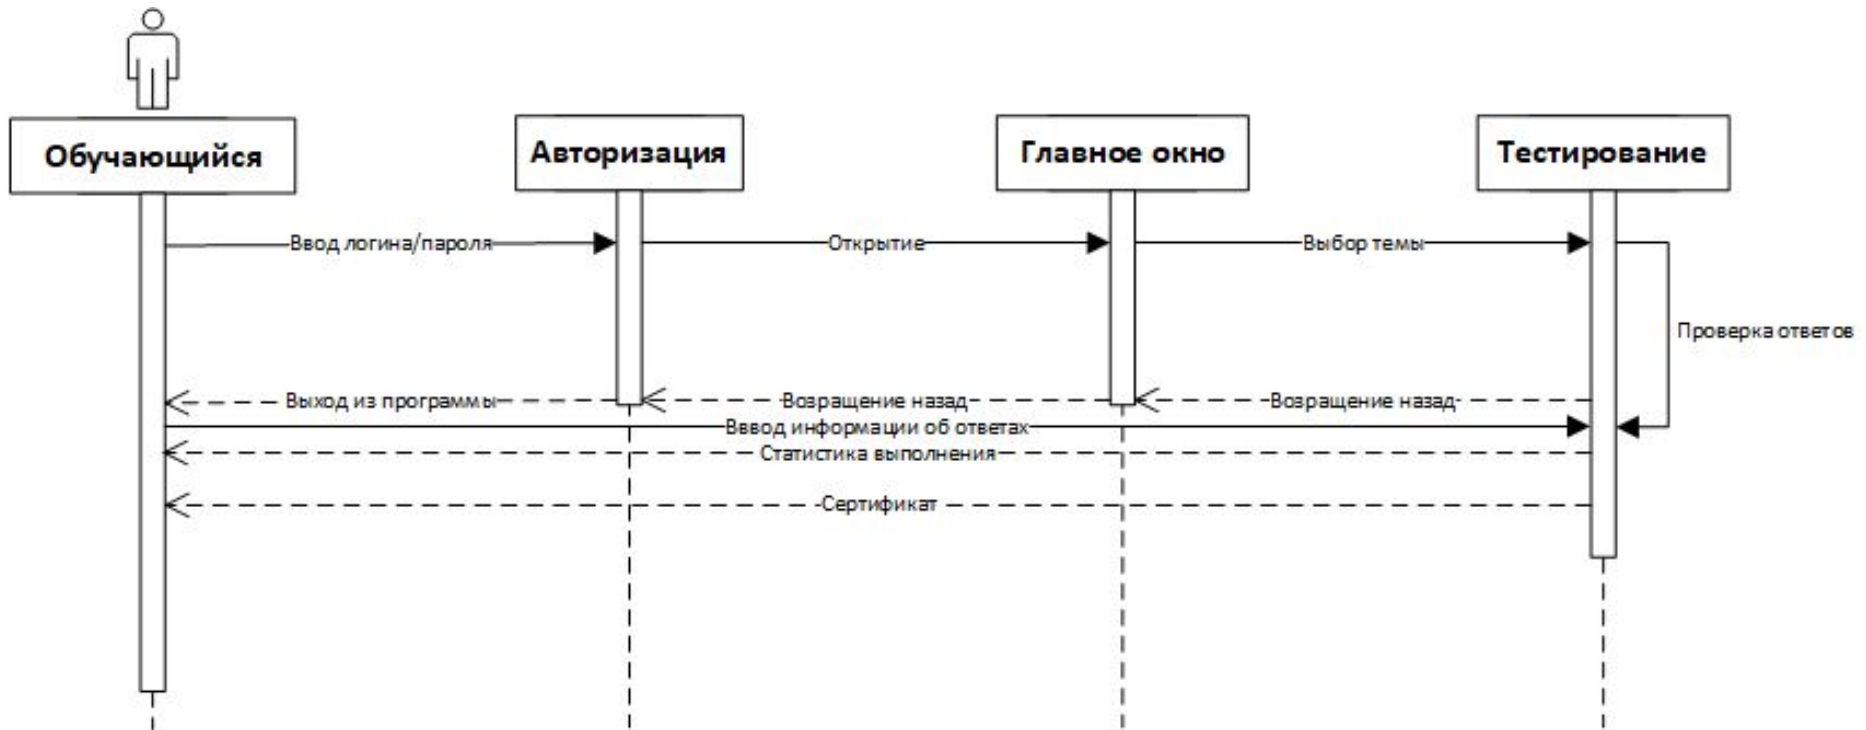 Обучающийся
Авторизация
Главное окно
Тестирование
Ввод логина/пароля
Открытие
Выбор темы
Проверка ответов
Выход из программы
Возращение назад
Возращение назад
Вввод информации об ответах
Статистика выполнения
Сертификат